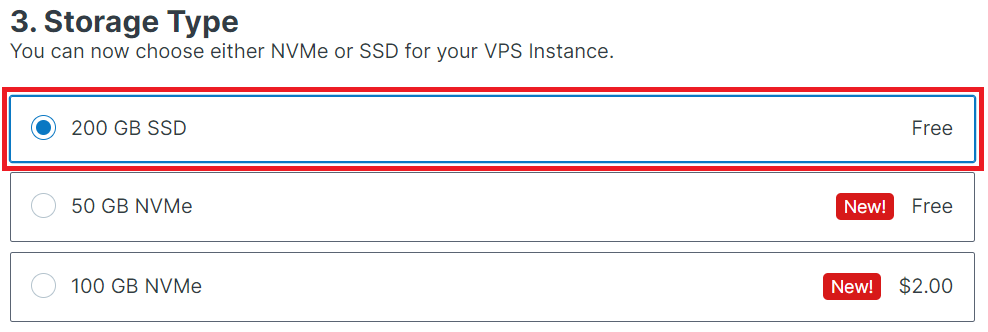 3. Storage Type
You can now choose either NVMe or SSD for your VPS Instance.
200 GB SSD Free
50 GB NVMe New! Free
100 GB NVMe New! $2.00